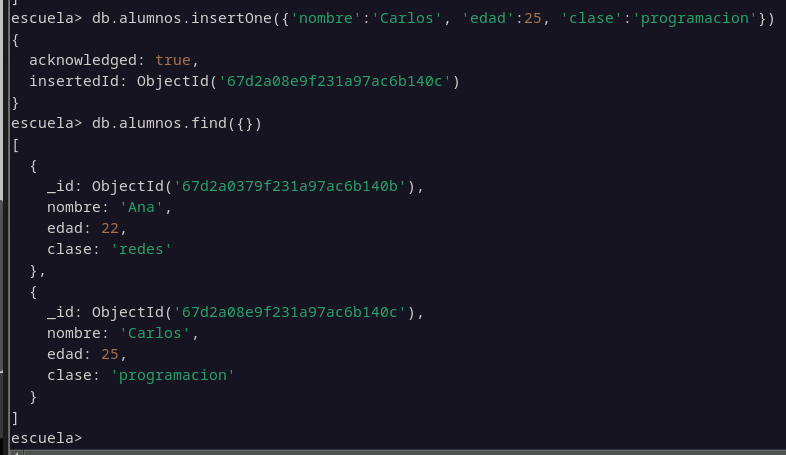 ]
escuela> db.alumnos.insertOne({'nombre':'Carlos', 'edad':25, 'clase':'programacion'})
{
  acknowledged: true,
  insertedId: ObjectId('67d2a08e9f231a97ac6b140c')
}
escuela> db.alumnos.find({})
[
  {
    _id: ObjectId('67d2a0379f231a97ac6b140b'),
    nombre: 'Ana',
    edad: 22,
    clase: 'redes'
  },
  {
    _id: ObjectId('67d2a08e9f231a97ac6b140c'),
    nombre: 'Carlos',
    edad: 25,
    clase: 'programacion'
  }
]
escuela>